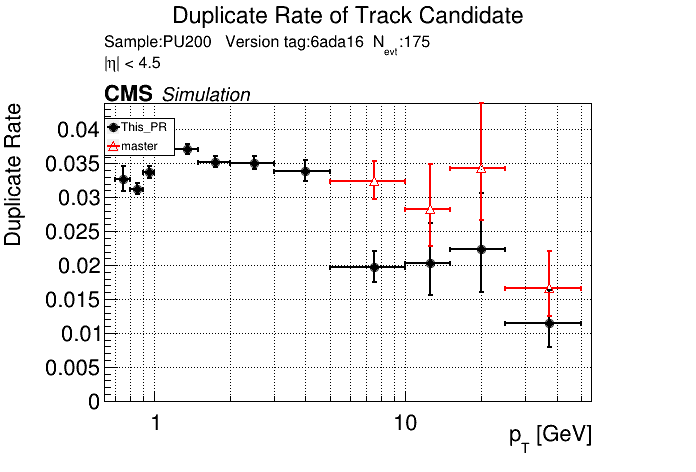 Duplicate Rate of Track Candidate
Sample:PU200 Version tag:6ada16 N_evt:175
|η| < 4.5
CMS Simulation
Duplicate Rate
This_PR
master
0.04
0.035
0.03
0.025
0.02
0.015
0.01
0.005
0
1
10
p_T [GeV]